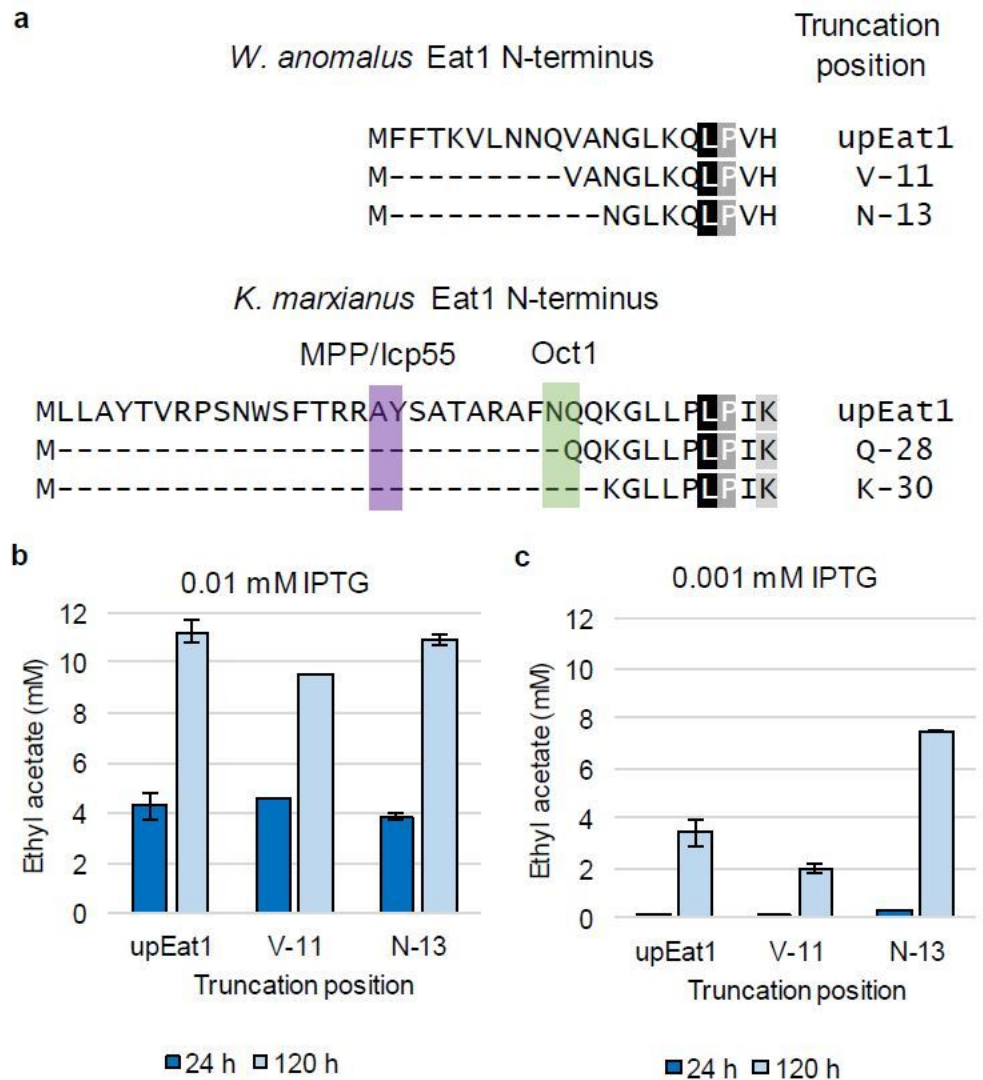 a
W. anomalus Eat1 N-terminus
Truncation
position
MFFTKVLNNQVANGLKQLPVH upEat1
M---------VANGLKQLPVH V-11
M-----------NGLKQLPVH N-13
K. marxianus Eat1 N-terminus
MPP/Icp55 Oct1
MLLAYTVRPSNWSFTRRAYSATARAFNQQKGLLPLPIK upEat1
M--------------------------QQKGLLPLPIK Q-28
M----------------------------KGLLPLPIK K-30
b
0.01 mM IPTG
Ethyl acetate (mM)
12
10
8
6
4
2
0
upEat1 V-11 N-13
Truncation position
24 h 120 h
c
0.001 mM IPTG
Ethyl acetate (mM)
12
10
8
6
4
2
0
upEat1 V-11 N-13
Truncation position
24 h 120 h